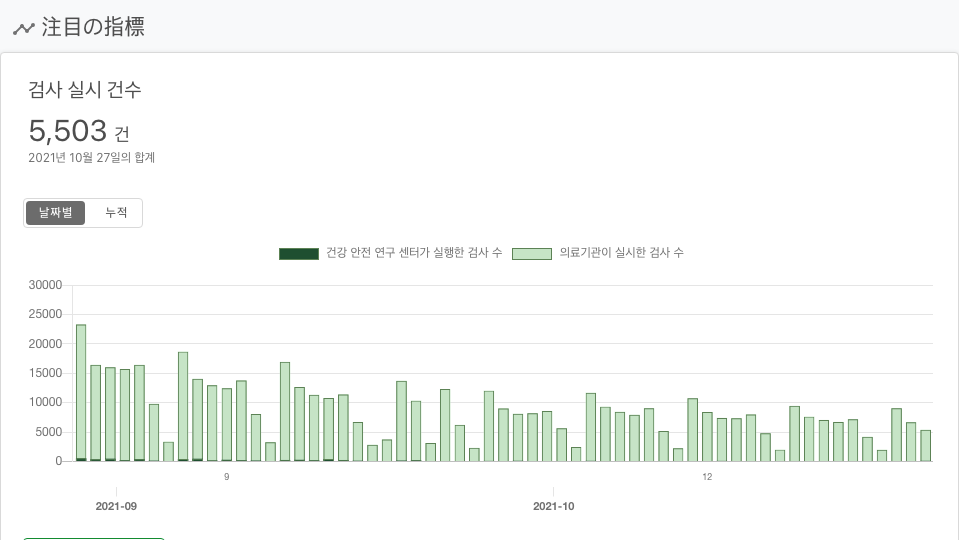 注目の指標
검사 실시 건수
5,503 건
2021년 10월 27일의 합계
날짜별 누적
건강 안전 연구 센터가 실행한 검사 수 의료기관이 실시한 검사 수
30000
25000
20000
15000
10000
5000
0
9 12
2021-09 2021-10